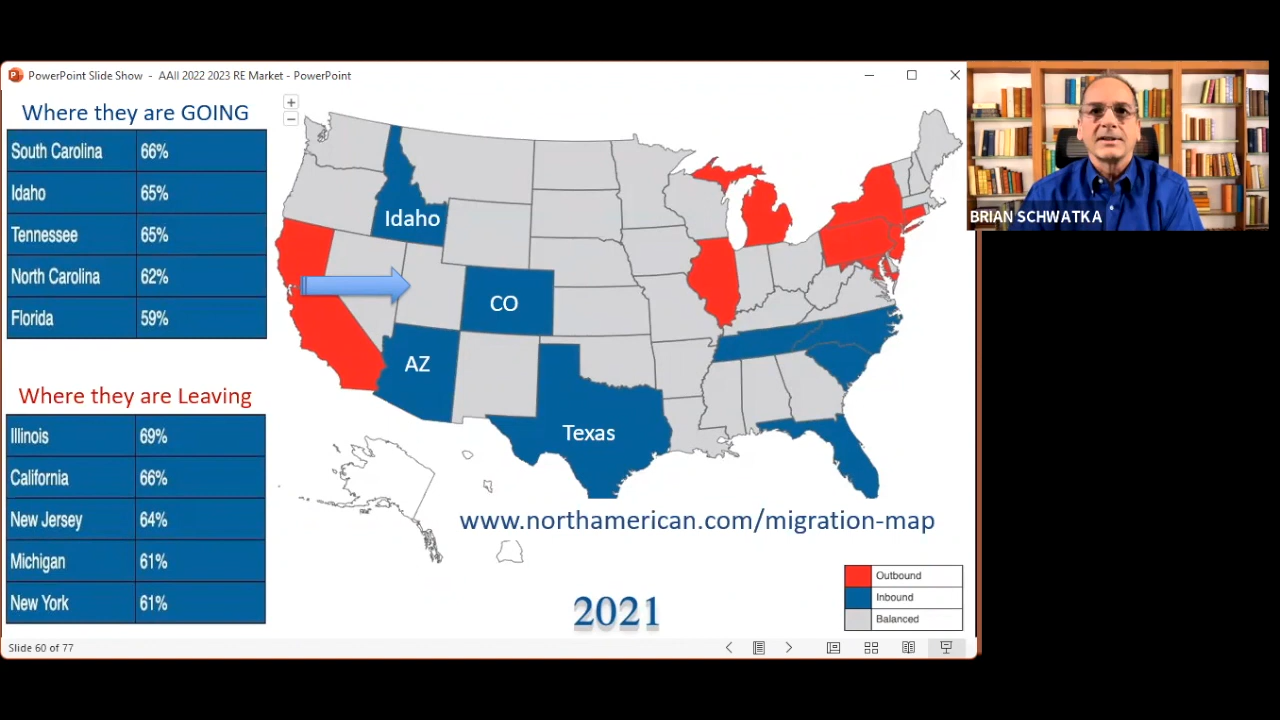 PowerPoint Slide Show - AAII 2022 2023 RE Market - PowerPoint
Where they are GOING
South Carolina 66%
Idaho 65%
Tennessee 65%
North Carolina 62%
Florida 59%
Where they are Leaving
Illinois 69%
California 66%
New Jersey 64%
Michigan 61%
New York 61%
Idaho
CO
AZ
Texas
www.northamerican.com/migration-map
2021
Outbound
Inbound
Balanced
BRIAN SCHWATKA
Slide 60 of 77